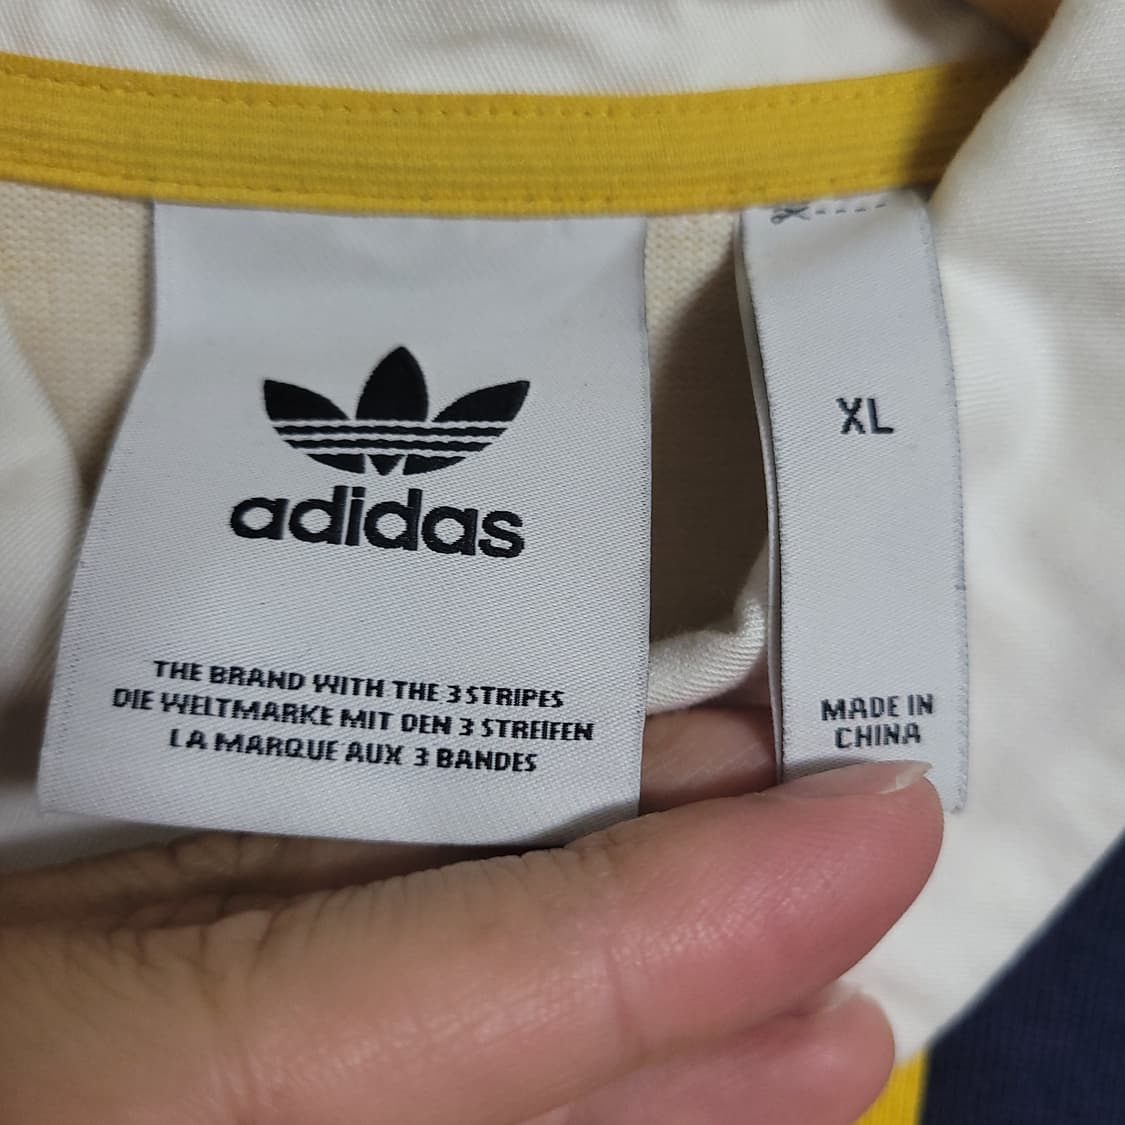 adidas
THE BRAND WITH THE 3 STRIPES
DIE WELTMARKE MIT DEN 3 STREIFEN
LA MARQUE AUX 3 BANDES
XL
MADE IN
CHINA